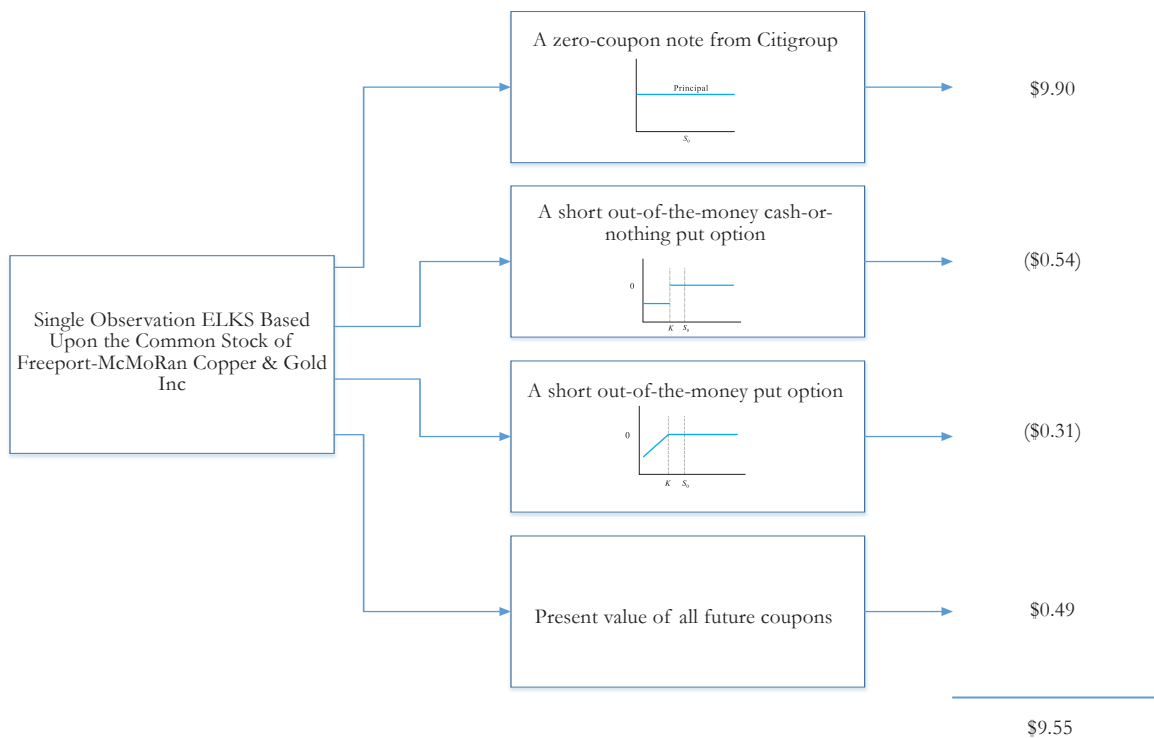 A zero-coupon note from Citigroup
Principal
S0
$9.90
A short out-of-the-money cash-or-
nothing put option
0
K
S0
($0.54)
Single Observation ELKS Based
Upon the Common Stock of
Freeport-McMoRan Copper & Gold
Inc
A short out-of-the-money put option
0
K
S0
($0.31)
Present value of all future coupons
$0.49
$9.55